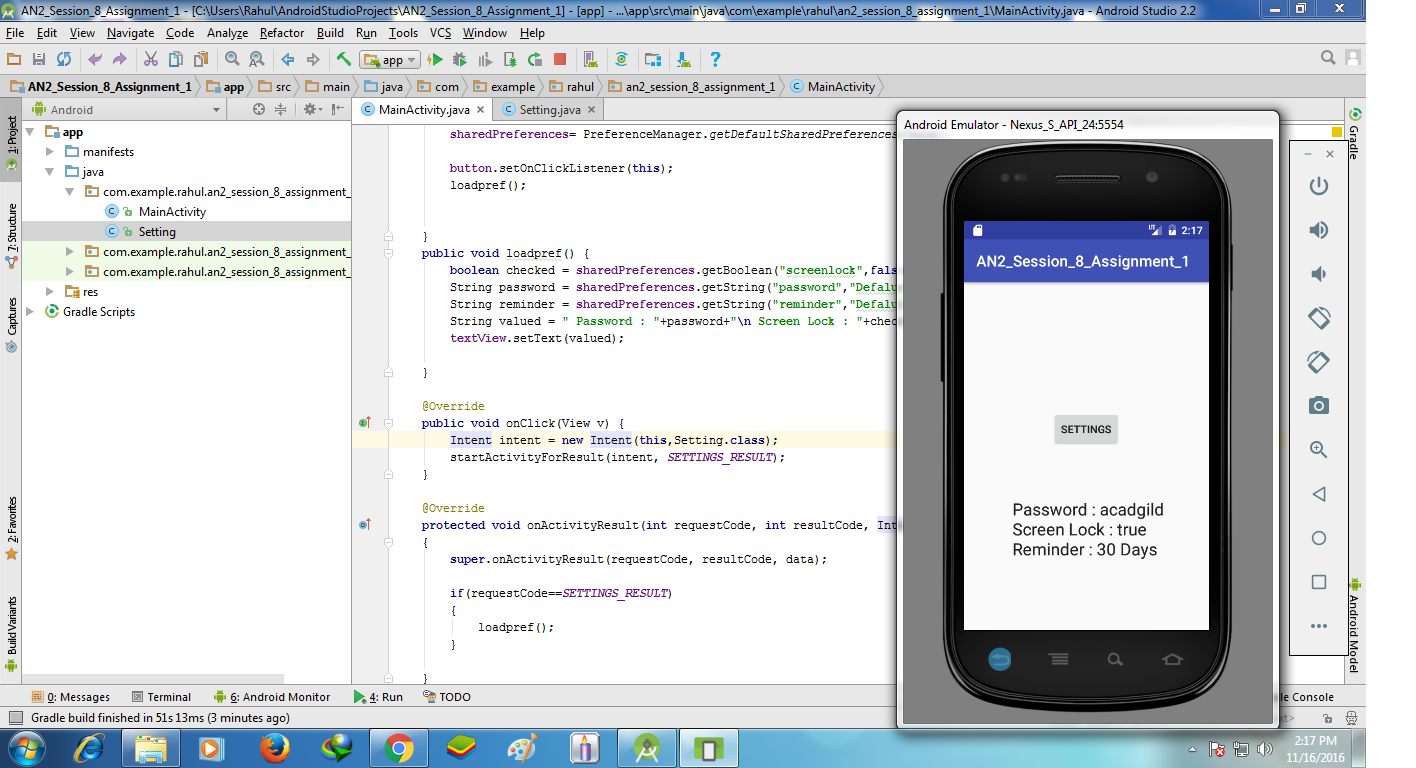 AN2_Session_8_Assignment_1 - [C:\Users\Rahul\AndroidStudioProjects\AN2_Session_8_Assignment_1] - [app] - ...\app\src\main\java\com\example\rahul\an2_session_8_assignment_1\MainActivity.java - Android Studio 2.2
File Edit View Navigate Code Analyze Refactor Build Run Tools VCS Window Help
app
AN2_Session_8_Assignment_1 app src main java com example rahul an2_session_8_assignment_1 MainActivity
Android
MainActivity.java
Setting.java
1: Project
7: Structure
Captures
2: Favorites
Build Variants
app
manifests
java
com.example.rahul.an2_session_8_assignment_
MainActivity
Setting
com.example.rahul.an2_session_8_assignment_
com.example.rahul.an2_session_8_assignment_
res
Gradle Scripts
sharedPreferences= PreferenceManager.getDefaultSharedPreferences
button.setOnClickListener(this);
loadpref();
}
public void loadpref() {
boolean checked = sharedPreferences.getBoolean("screenlock",fals
String password = sharedPreferences.getString("password","Defalu
String reminder = sharedPreferences.getString("reminder","Defalu
String valued = " Password : "+password+"\n Screen Lock : "+chec
textView.setText(valued);
}
@Override
public void onClick(View v) {
Intent intent = new Intent(this,Setting.class);
startActivityForResult(intent, SETTINGS_RESULT);
}
@Override
protected void onActivityResult(int requestCode, int resultCode, Int
{
super.onActivityResult(requestCode, resultCode, data);
if(requestCode==SETTINGS_RESULT)
{
loadpref();
}
}
Android Emulator - Nexus_S_API_24:5554
LTE 2:17
AN2_Session_8_Assignment_1
SETTINGS
Password : acadgild
Screen Lock : true
Reminder : 30 Days
Gradle
Android Model
0: Messages Terminal 6: Android Monitor 4: Run TODO
le Console
Gradle build finished in 51s 13ms (3 minutes ago)
2:17 PM
11/16/2016